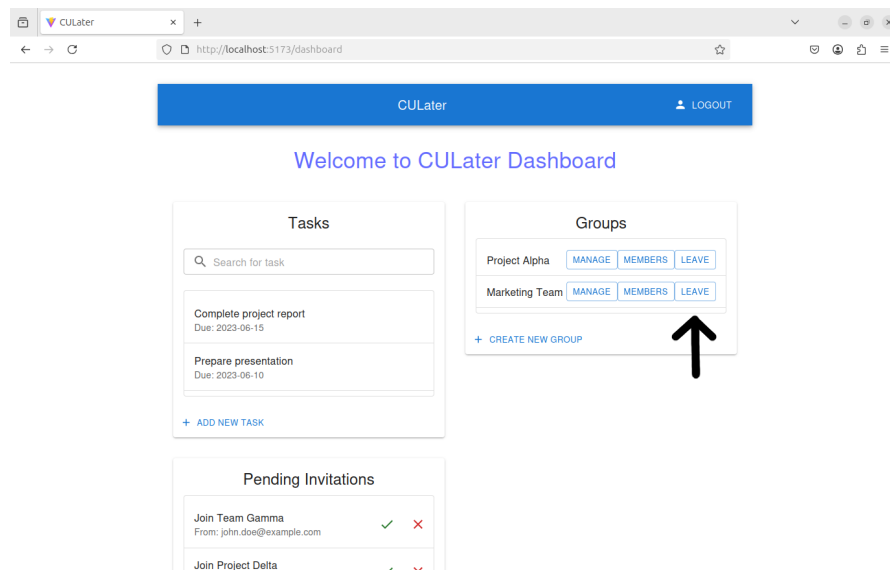 CULater
http://localhost:5173/dashboard
CULater
LOGOUT
Welcome to CULater Dashboard
Tasks
Search for task
Complete project report
Due: 2023-06-15
Prepare presentation
Due: 2023-06-10
+ ADD NEW TASK
Groups
Project Alpha MANAGE MEMBERS LEAVE
Marketing Team MANAGE MEMBERS LEAVE
+ CREATE NEW GROUP
Pending Invitations
Join Team Gamma
From: john.doe@example.com
Join Project Delta